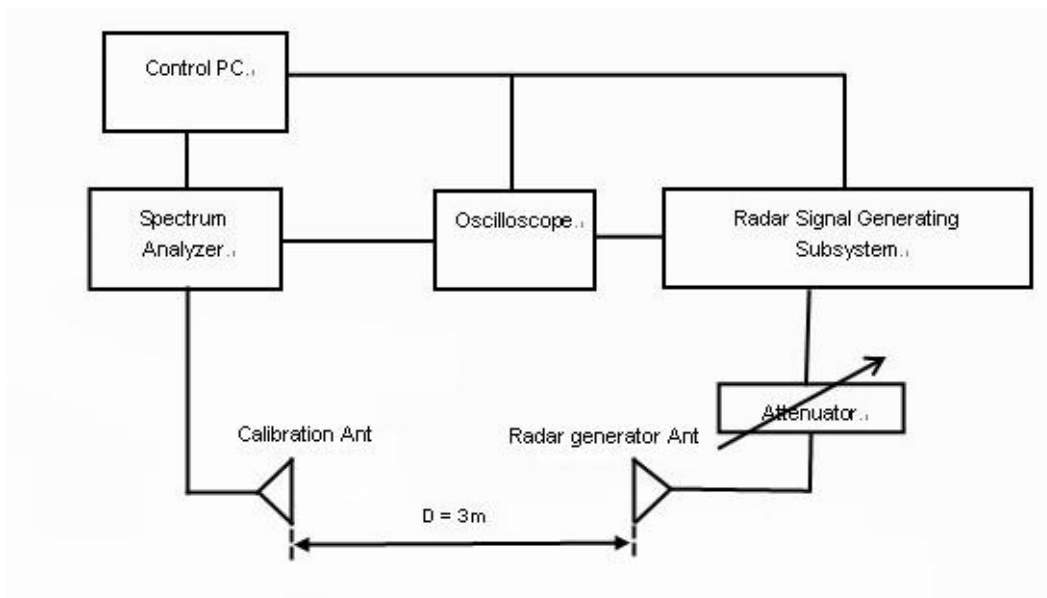 Control PC.
Spectrum
Analyzer.
Oscilloscope.
Radar Signal Generating
Subsystem.
Attenuator.
Calibration Ant
Radar generator Ant
D = 3m